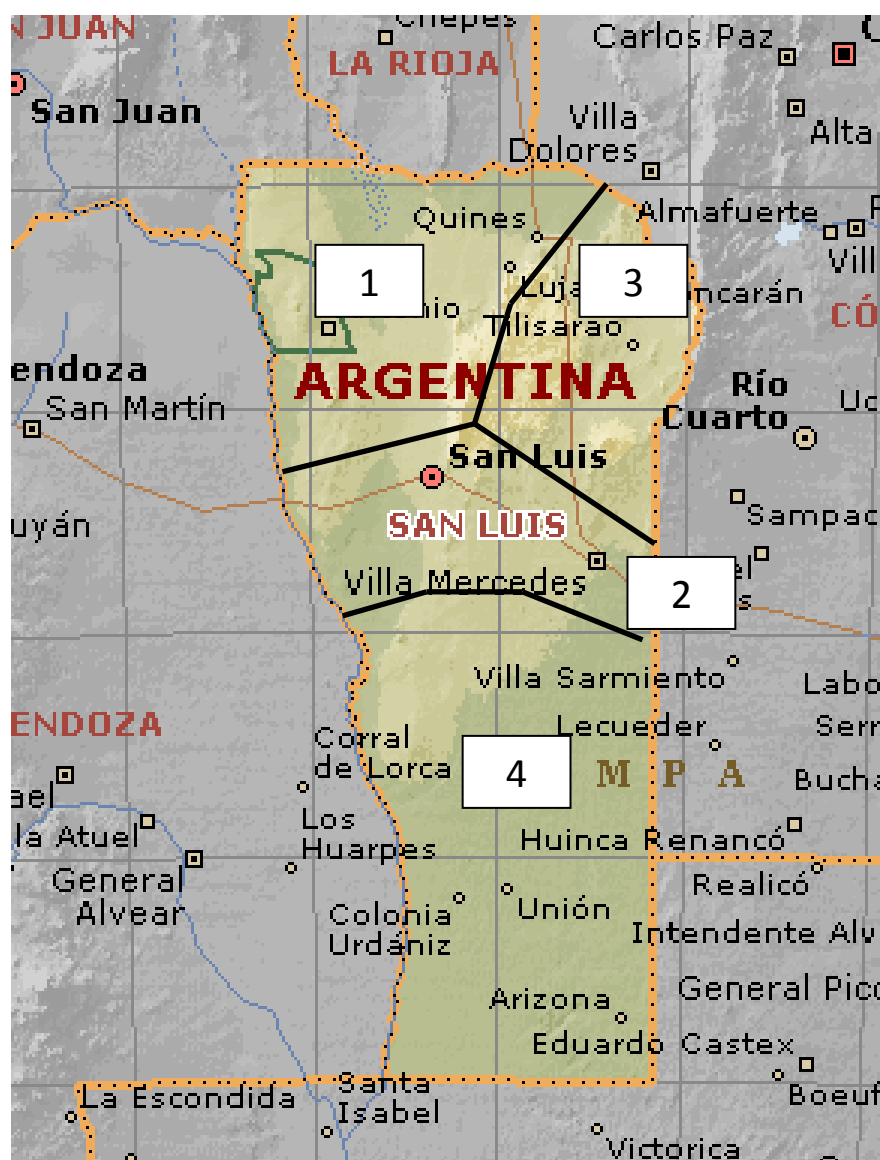 Chepes
LA RIOJA
Carlos Paz
San Juan
Villa
Dolores
Alta
Quines
Almafuerte
1
3
Tilisarao
ARGENTINA
San Martín
Río
Cuarto
San Luis
SAN LUIS
Villa Mercedes
2
Villa Sarmiento
Lecueder
Corral
de Lorca
4
M P A
Los
Huarpes
Huinca Renancó
General
Alvear
Realicó
Colonia
Urdániz
Unión
Intendente Alv
General Pico
Arizona
Eduardo Castex
Santa
Isabel
La Escondida
Victorica